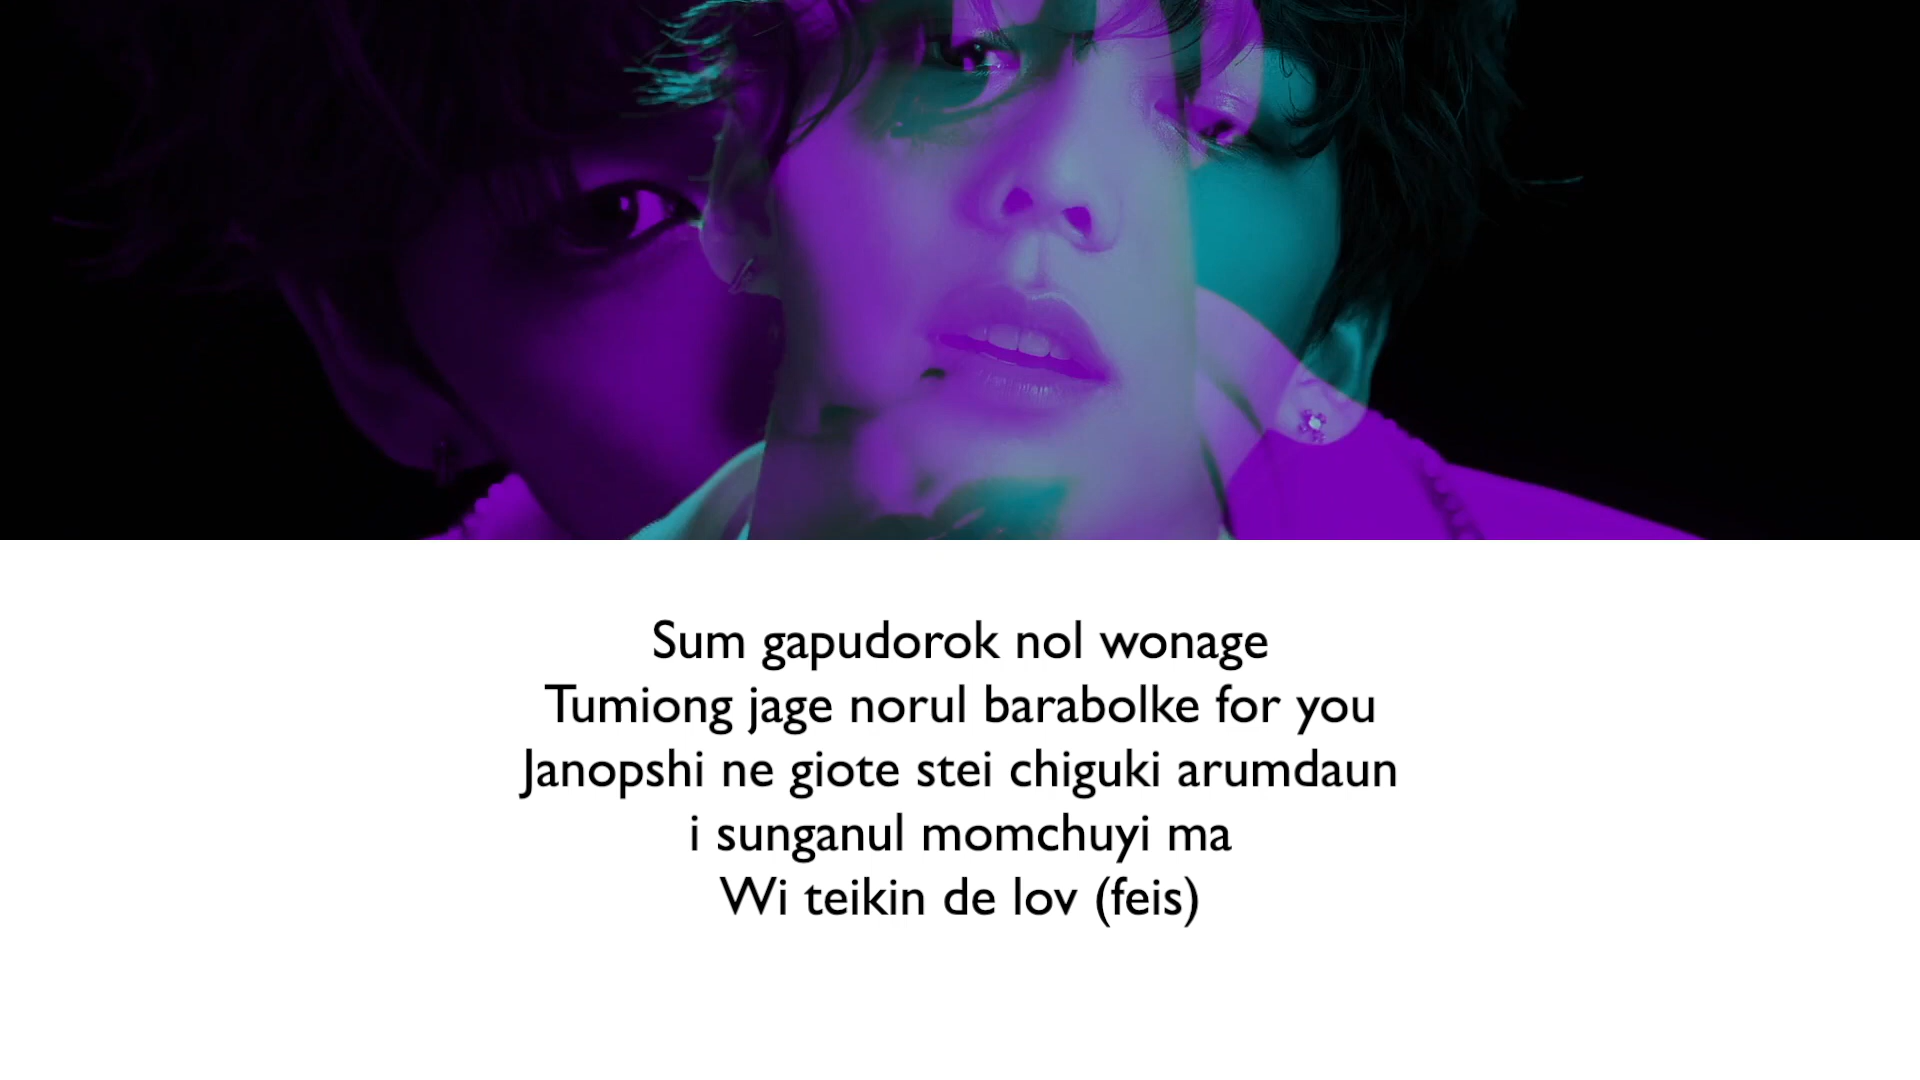 Sum gapudorok nol wonage
Tumiong jage norul barabolke for you
Janopshi ne giote stei chiguki arumdaun
i sunganul momchuyi ma
Wi teikin de lov (feis)